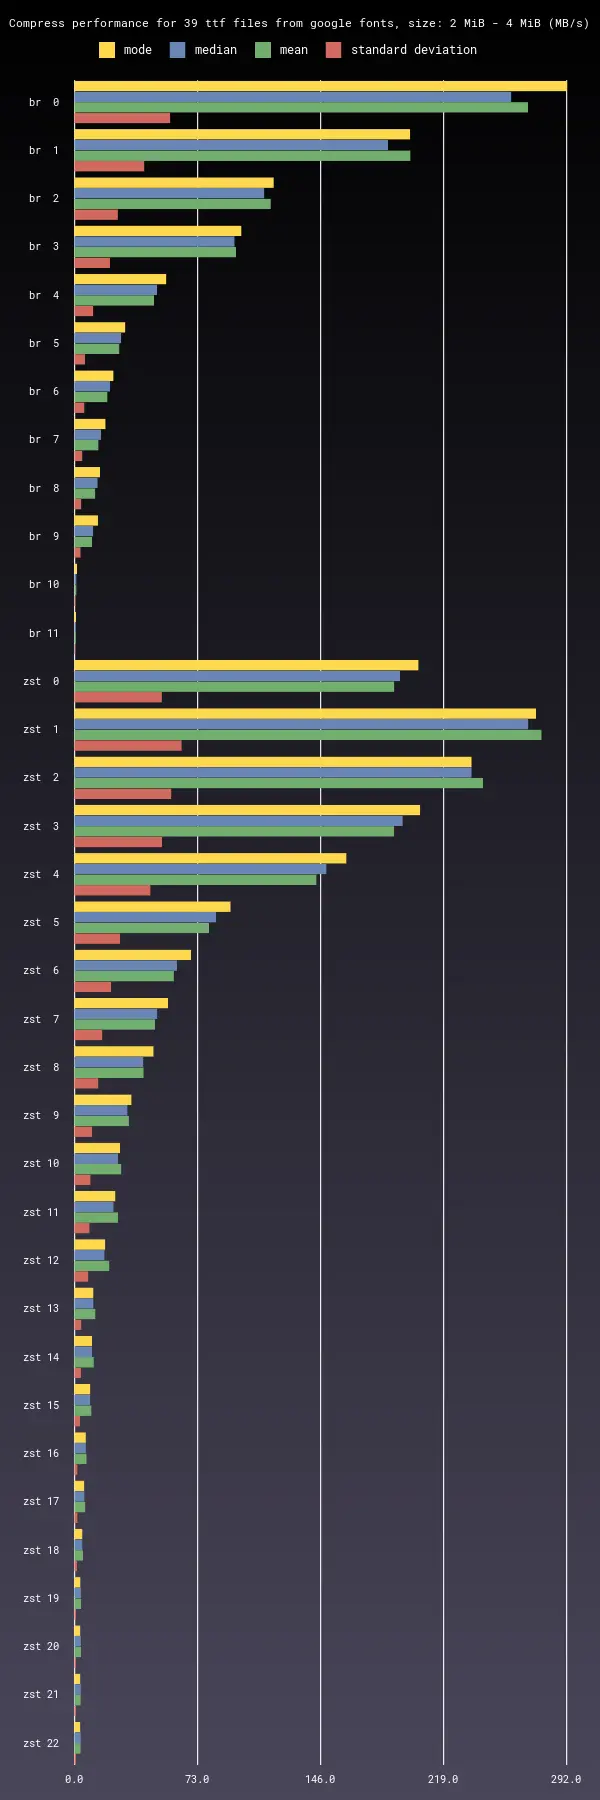 Compress performance for 39 ttf files from google fonts, size: 2 MiB - 4 MiB (MB/s)
mode median mean standard deviation
br 0
br 1
br 2
br 3
br 4
br 5
br 6
br 7
br 8
br 9
br 10
br 11
zst 0
zst 1
zst 2
zst 3
zst 4
zst 5
zst 6
zst 7
zst 8
zst 9
zst 10
zst 11
zst 12
zst 13
zst 14
zst 15
zst 16
zst 17
zst 18
zst 19
zst 20
zst 21
zst 22
0.0 73.0 146.0 219.0 292.0